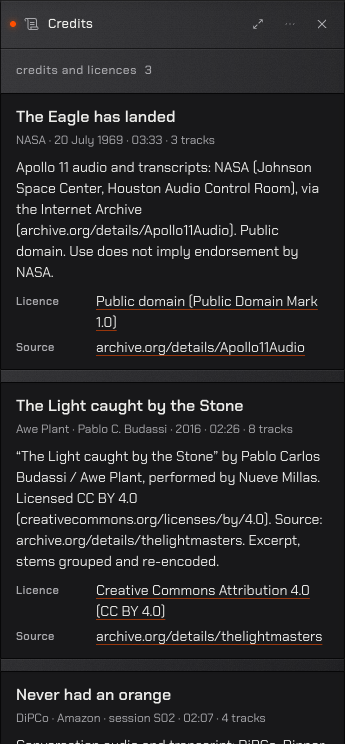 Credits
credits and licences 3
The Eagle has landed
NASA · 20 July 1969 · 03:33 · 3 tracks
Apollo 11 audio and transcripts: NASA (Johnson
Space Center, Houston Audio Control Room), via
the Internet Archive
(archive.org/details/Apollo11Audio). Public
domain. Use does not imply endorsement by
NASA.
Licence Public domain (Public Domain Mark
1.0)
Source archive.org/details/Apollo11Audio
The Light caught by the Stone
Awe Plant · Pablo C. Budassi · 2016 · 02:26 · 8 tracks
“The Light caught by the Stone” by Pablo Carlos
Budassi / Awe Plant, performed by Nueve Millas.
Licensed CC BY 4.0
(creativecommons.org/licenses/by/4.0). Source:
archive.org/details/thelightmasters. Excerpt,
stems grouped and re-encoded.
Licence Creative Commons Attribution 4.0
(CC BY 4.0)
Source archive.org/details/thelightmasters
Never had an orange
DiPCo · Amazon · session S02 · 02:07 · 4 tracks
Conversation audio and transcript: DiPCo, Dinner